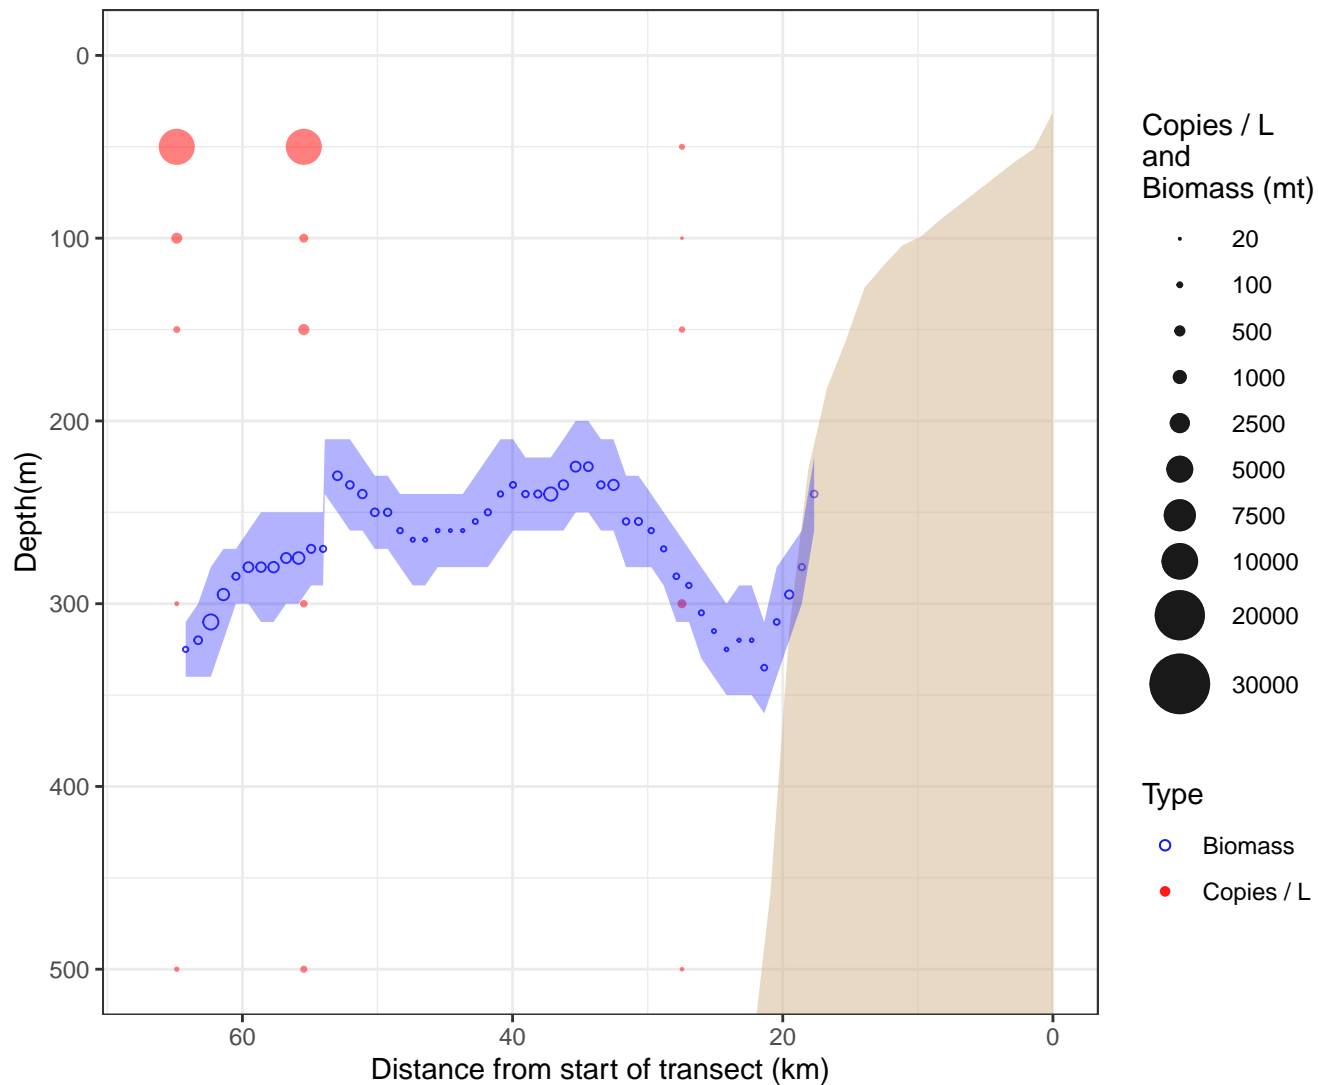 0
100
200
300
400
500
Depth(m)
60
40
20
0
Distance from start of transect (km)
Copies / L
and
Biomass (mt)
20
100
500
1000
2500
5000
7500
10000
20000
30000
Type
Biomass
Copies / L